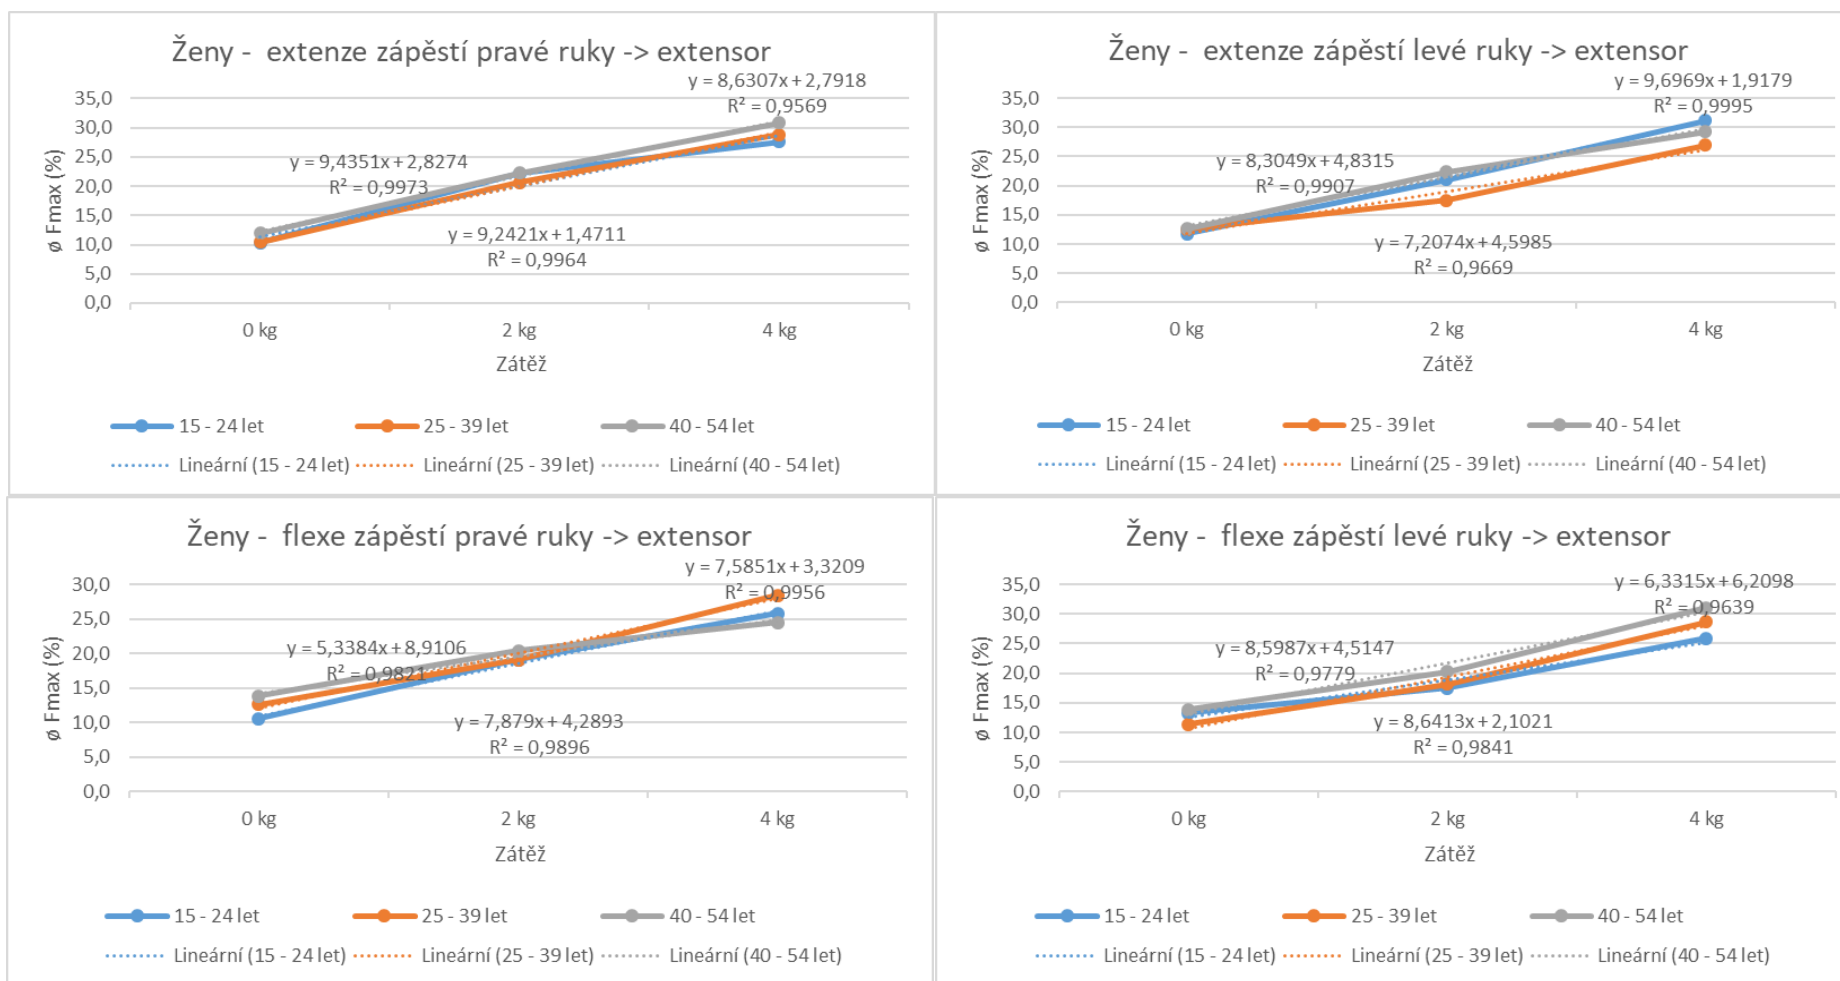 Ženy -  extenze zápěstí pravé ruky -> extensor
y = 8,6307x + 2,7918
R² = 0,9569
y = 9,4351x + 2,8274
R² = 0,9973
y = 9,2421x + 1,4711
R² = 0,9964
ø Fmax (%)
35,0
30,0
25,0
20,0
15,0
10,0
5,0
0,0
0 kg
2 kg
4 kg
Zátěž
15 - 24 let
25 - 39 let
40 - 54 let
Lineární (15 - 24 let)
Lineární (25 - 39 let)
Lineární (40 - 54 let)
Ženy -  extenze zápěstí levé ruky -> extensor
y = 9,6969x + 1,9179
R² = 0,9995
y = 8,3049x + 4,8315
R² = 0,9907
y = 7,2074x + 4,5985
R² = 0,9669
ø Fmax (%)
35,0
30,0
25,0
20,0
15,0
10,0
5,0
0,0
0 kg
2 kg
4 kg
Zátěž
15 - 24 let
25 - 39 let
40 - 54 let
Lineární (15 - 24 let)
Lineární (25 - 39 let)
Lineární (40 - 54 let)
Ženy -  flexe zápěstí pravé ruky -> extensor
y = 7,5851x + 3,3209
R² = 0,9956
y = 5,3384x + 8,9106
R² = 0,9821
y = 7,879x + 4,2893
R² = 0,9896
ø Fmax (%)
30,0
25,0
20,0
15,0
10,0
5,0
0,0
0 kg
2 kg
4 kg
Zátěž
15 - 24 let
25 - 39 let
40 - 54 let
Lineární (15 - 24 let)
Lineární (25 - 39 let)
Lineární (40 - 54 let)
Ženy -  flexe zápěstí levé ruky -> extensor
y = 6,3315x + 6,2098
R² = 0,9639
y = 8,5987x + 4,5147
R² = 0,9779
y = 8,6413x + 2,1021
R² = 0,9841
ø Fmax (%)
35,0
30,0
25,0
20,0
15,0
10,0
5,0
0,0
0 kg
2 kg
4 kg
Zátěž
15 - 24 let
25 - 39 let
40 - 54 let
Lineární (15 - 24 let)
Lineární (25 - 39 let)
Lineární (40 - 54 let)